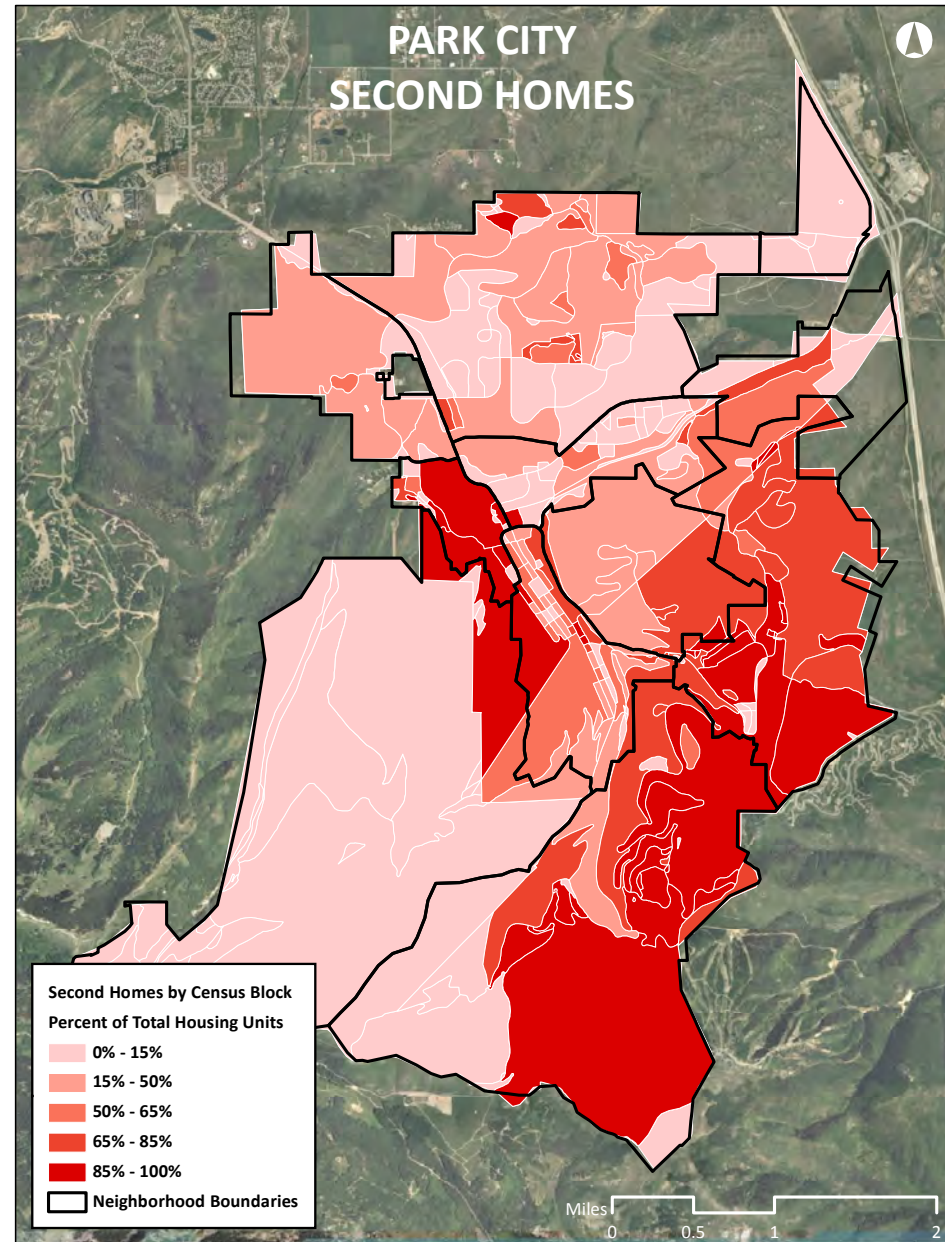 PARK CITY
SECOND HOMES
Second Homes by Census Block
Percent of Total Housing Units
0% - 15%
15% - 50%
50% - 65%
65% - 85%
85% - 100%
Neighborhood Boundaries
Miles
0 0.5 1 2